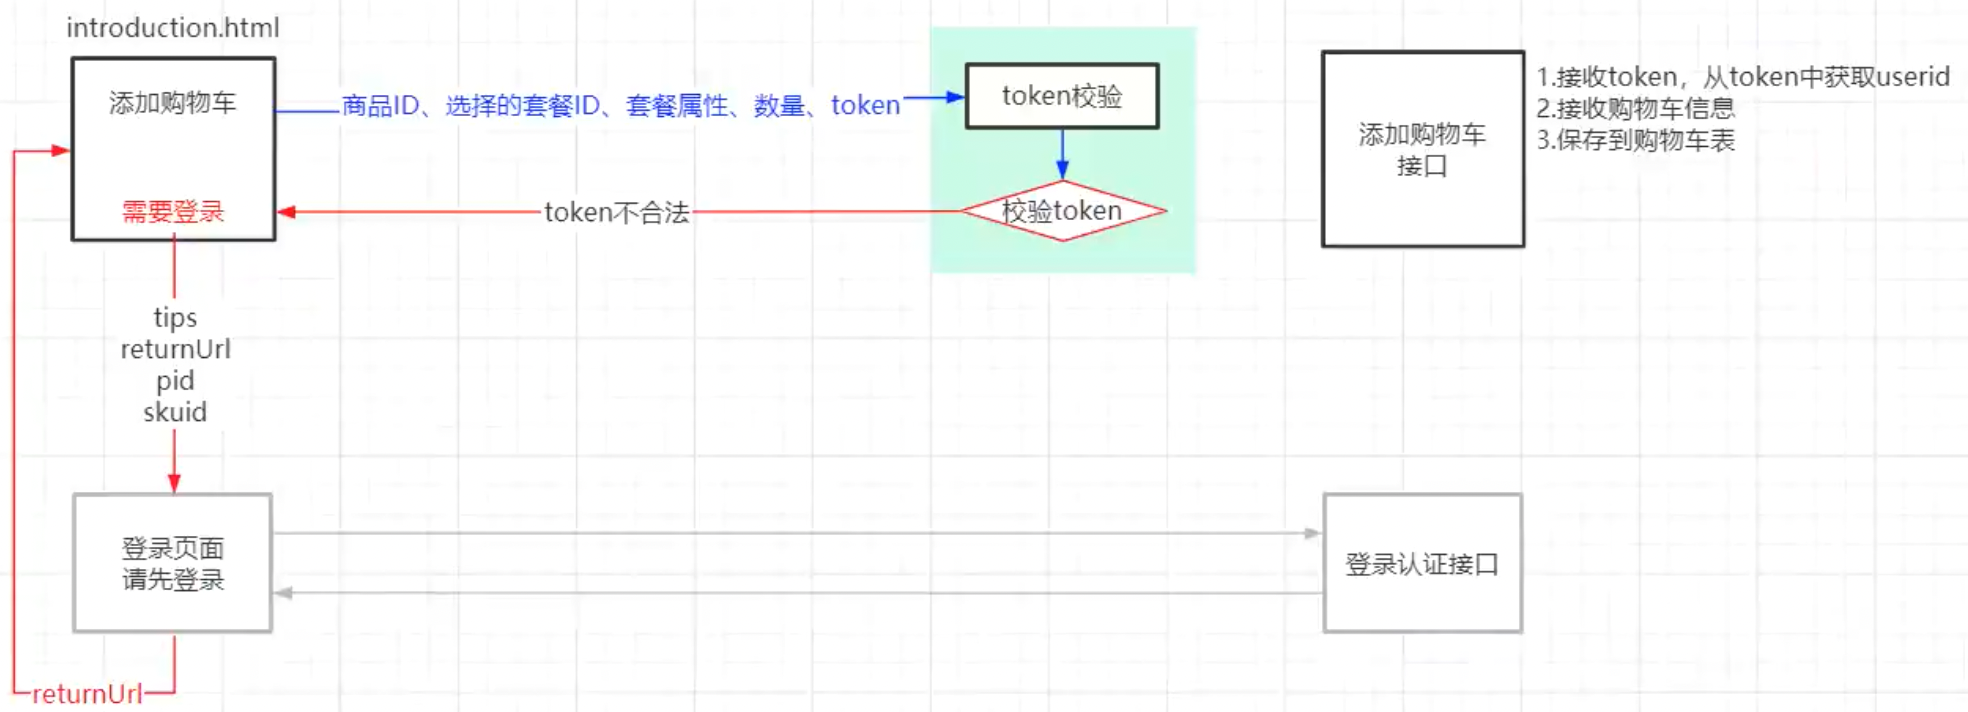 introduction.html
添加购物车
需要登录
商品ID、选择的套餐ID、套餐属性、数量、token
token校验
校验token
token不合法
添加购物车
接口
1.接收token，从token中获取userid
2.接收购物车信息
3.保存到购物车表
tips
returnUrl
pid
skuid
登录页面
请先登录
登录认证接口
returnUrl